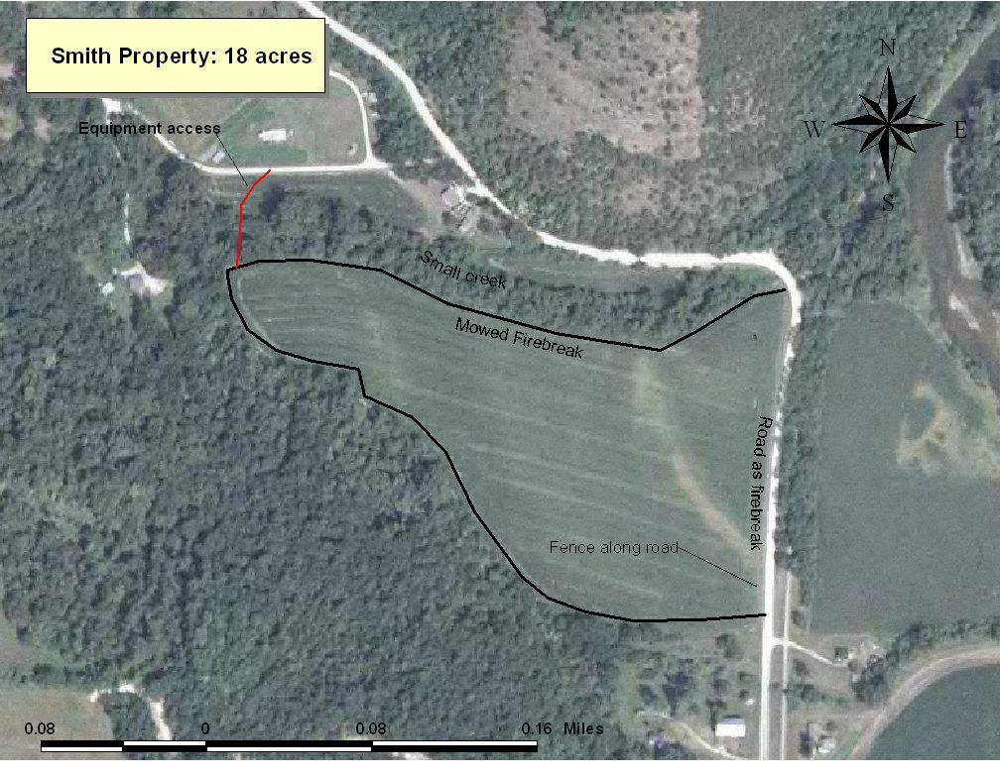 Smith Property: 18 acres
N
W
E
S
Equipment access
Small creek
Mowed Firebreak
Road as firebreak
Fence along road
0.08 0 0.08 0.16 Miles